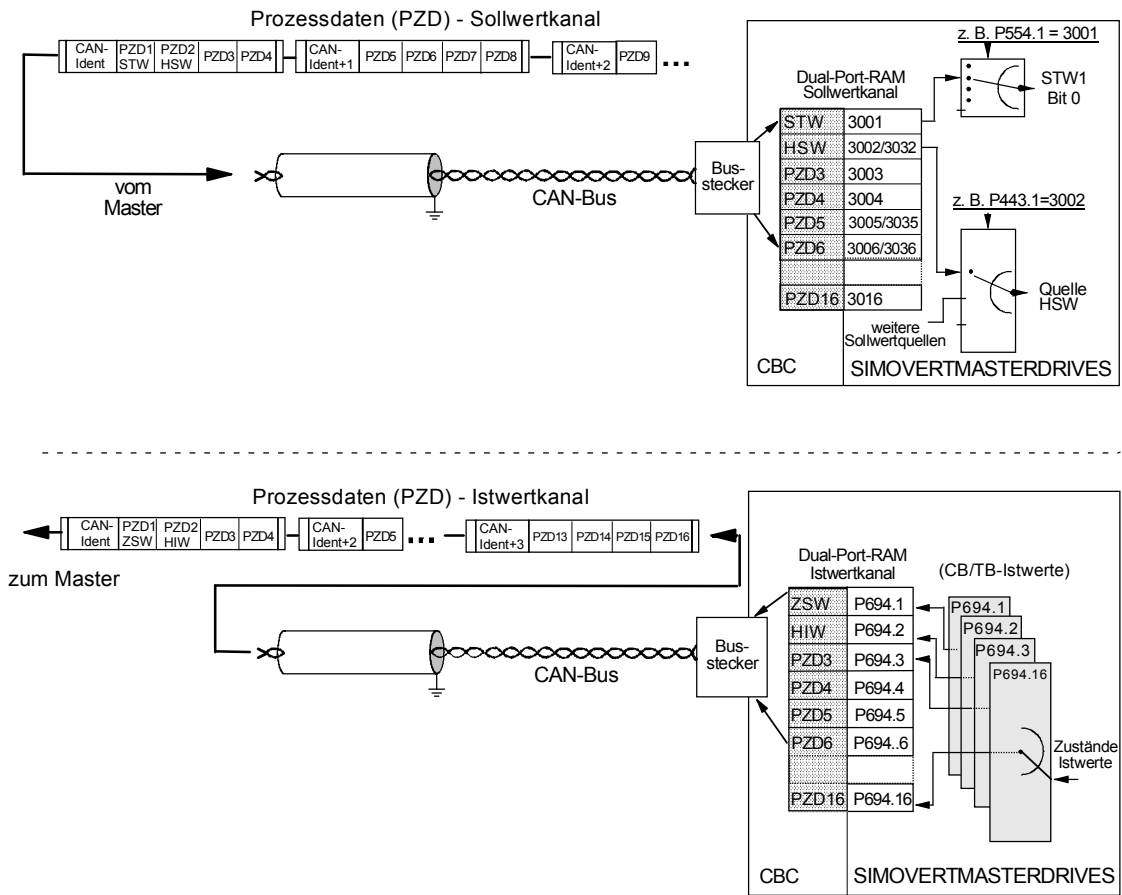 Prozessdaten (PZD) - Sollwertkanal
CAN-Ident PZD1 STW PZD2 HSW PZD3 PZD4
CAN-Ident+1 PZD5 PZD6 PZD7 PZD8
CAN-Ident+2 PZD9 ...
vom
Master
CAN-Bus
Bus-
stecker
Dual-Port-RAM
Sollwertkanal
STW 3001
HSW 3002/3032
PZD3 3003
PZD4 3004
PZD5 3005/3035
PZD6 3006/3036
PZD16 3016
z. B. P554.1 = 3001
STW1
Bit 0
z. B. P443.1=3002
Quelle
HSW
weitere
Sollwertquellen
CBC
SIMOVERTMASTERDRIVES
Prozessdaten (PZD) - Istwertkanal
CAN-Ident PZD1 ZSW PZD2 HIW PZD3 PZD4
CAN-Ident+2 PZD5 ...
CAN-Ident+3 PZD13 PZD14 PZD15 PZD16
zum Master
CAN-Bus
Bus-
stecker
Dual-Port-RAM
Istwertkanal
ZSW P694.1
HIW P694.2
PZD3 P694.3
PZD4 P694.4
PZD5 P694.5
PZD6 P694..6
PZD16 P694.16
(CB/TB-Istwerte)
P694.1
P694.2
P694.3
P694.16
Zustände
Istwerte
CBC
SIMOVERTMASTERDRIVES